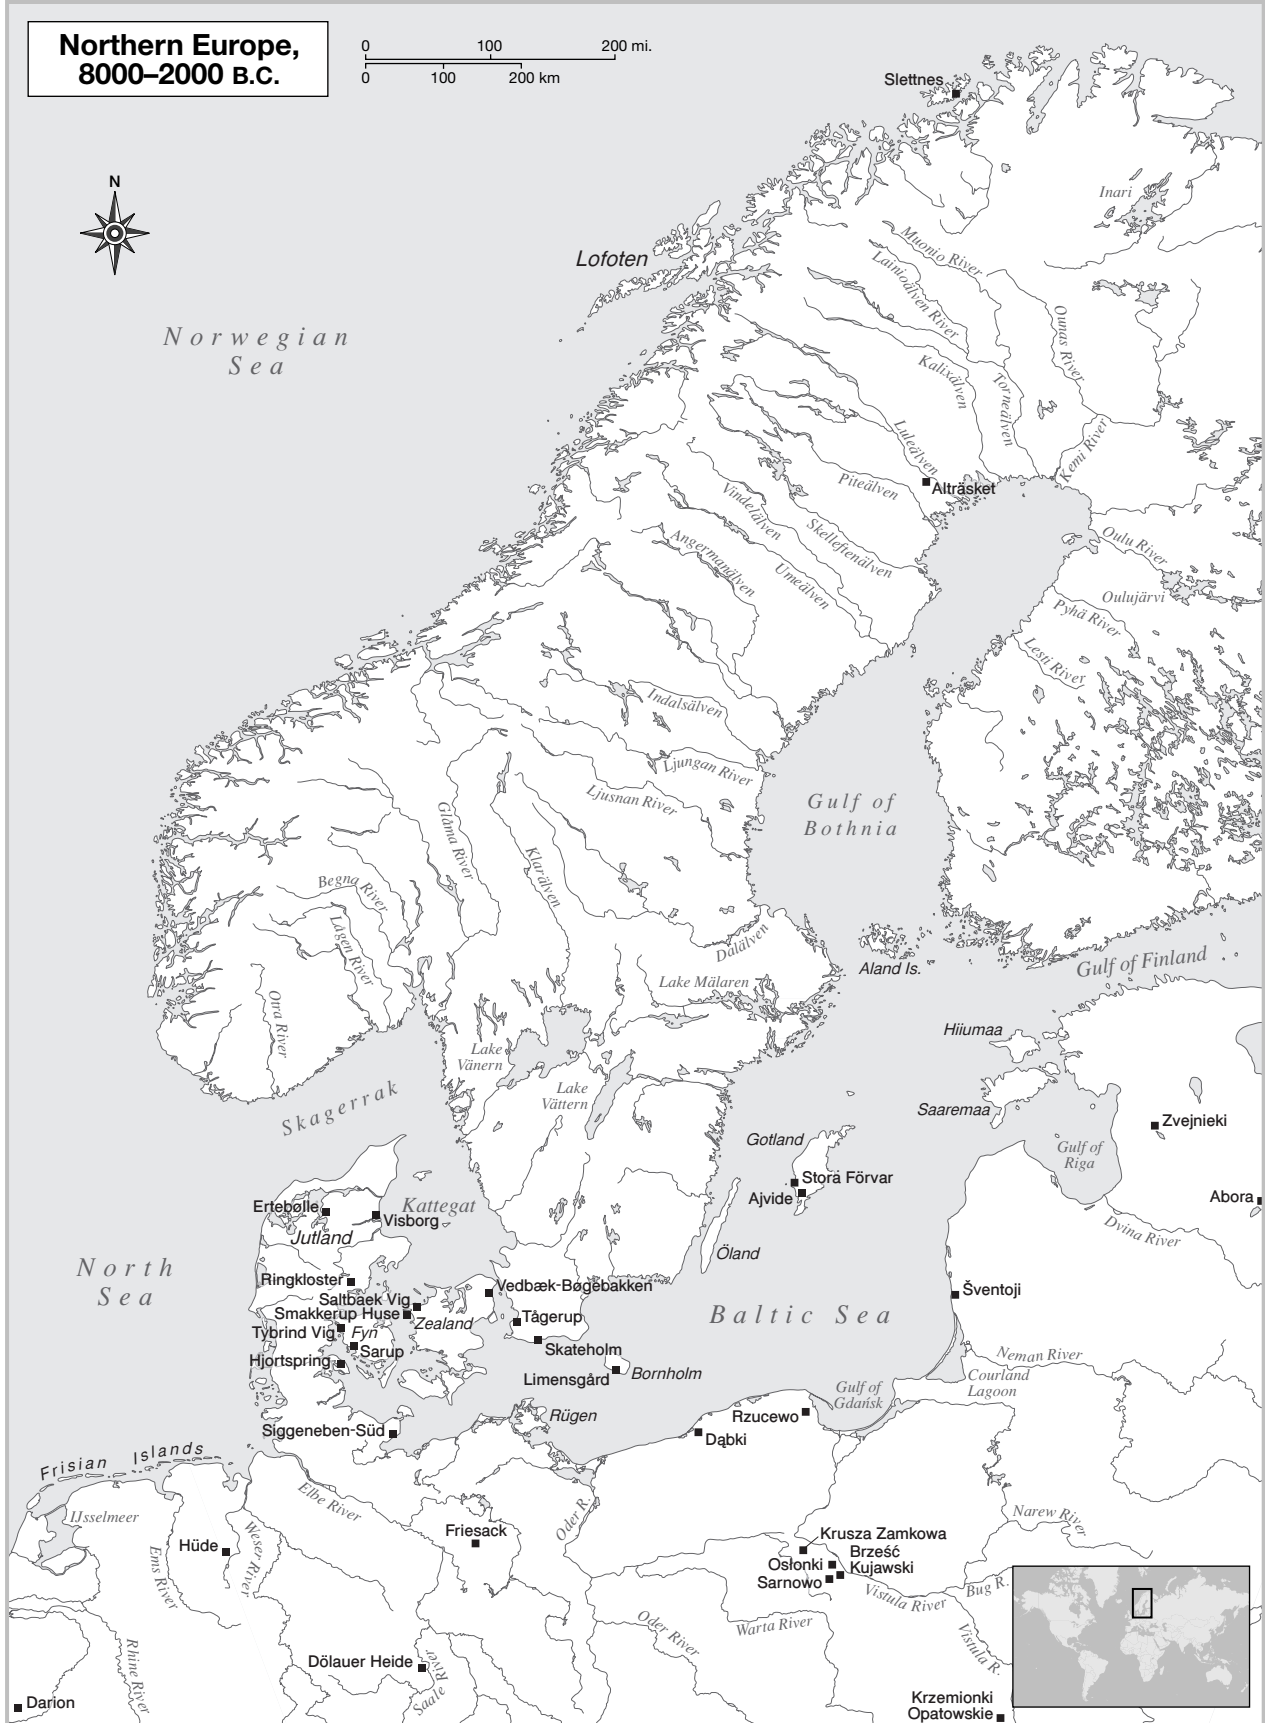 Northern Europe,
8000–2000 B.C.
0 100 200 mi.
0 100 200 km
N
Slettnes
Inari
Lofoten
Muonio River
Lainioälven River
Norwegian
Sea
Ounas River
Kalixälven
Torneälven
Luleälven
Kemi River
Piteälven
Alträsket
Vindelälven
Skelleftenälven
Angermanälven
Umeälven
Oulu River
Oulujärvi
Pyhä River
Lesti River
Indalsälven
Ljungan River
Ljusnan River
Gulf of
Bothnia
Glåma River
Klarälven
Begna River
Lågen River
Otra River
Dalälven
Lake Mälaren
Aland Is.
Gulf of Finland
Hiiumaa
Lake
Vänern
Lake
Vättern
Saaremaa
Skagerrak
Zvejnieki
Gotland
Gulf of
Riga
Stora Förvar
Ajvide
Abora
Ertebølle
Visborg
Kattegat
Jutland
Dvina River
Öland
North
Sea
Ringkloster
Vedbæk-Bøgebakken
Šventoji
Saltbaek Vig
Smakkerup Huse
Zealand
Tågerup
Baltic Sea
Tybrind Vig
Fyn
Sarup
Skateholm
Hjortspring
Neman River
Limensgård
Bornholm
Courland
Lagoon
Gulf of
Gdańsk
Rügen
Rzucewo
Siggeneben-Süd
Dąbki
Frisian Islands
Elbe River
IJsselmeer
Oder R.
Narew River
Hüde
Weser River
Ems River
Friesack
Krusza Zamkowa
Brześć
Kujawski
Osłonki
Sarnowo
Vistula River
Bug R.
Oder River
Warta River
Vistula R.
Rhine River
Dölauer Heide
Saale
River
Darion
Krzemionki
Opatowskie